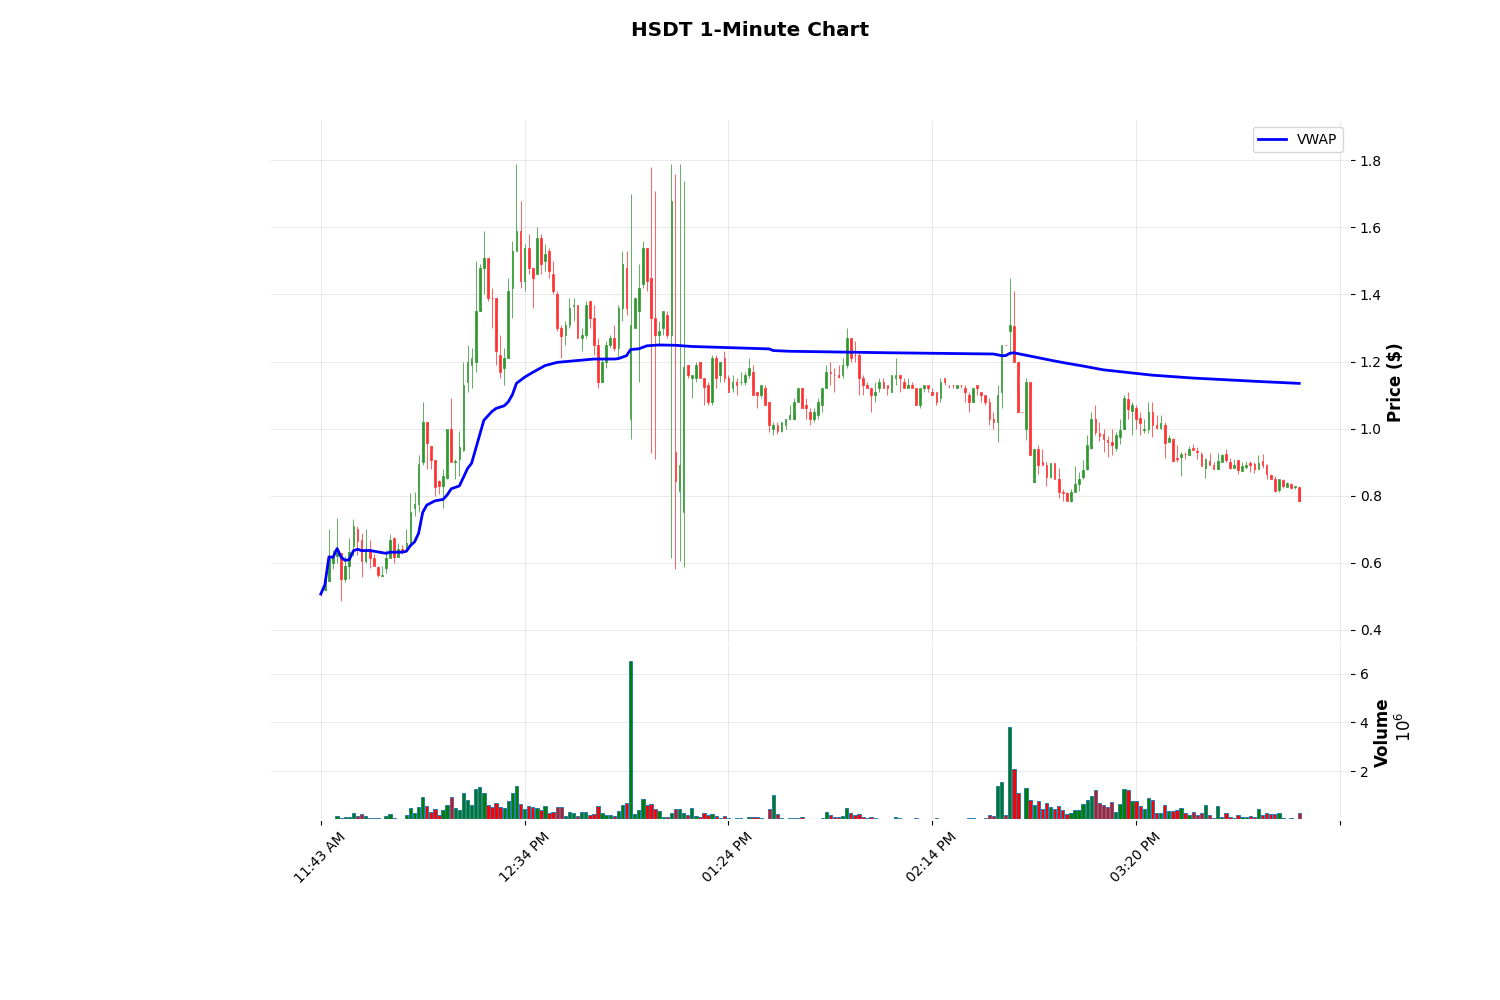 HSDT 1-Minute Chart
VWAP
1.8
1.6
1.4
1.2
1.0
0.8
0.6
0.4
Price ($)
6
4
2
Volume
10⁶
11:43 AM
12:34 PM
01:24 PM
02:14 PM
03:20 PM